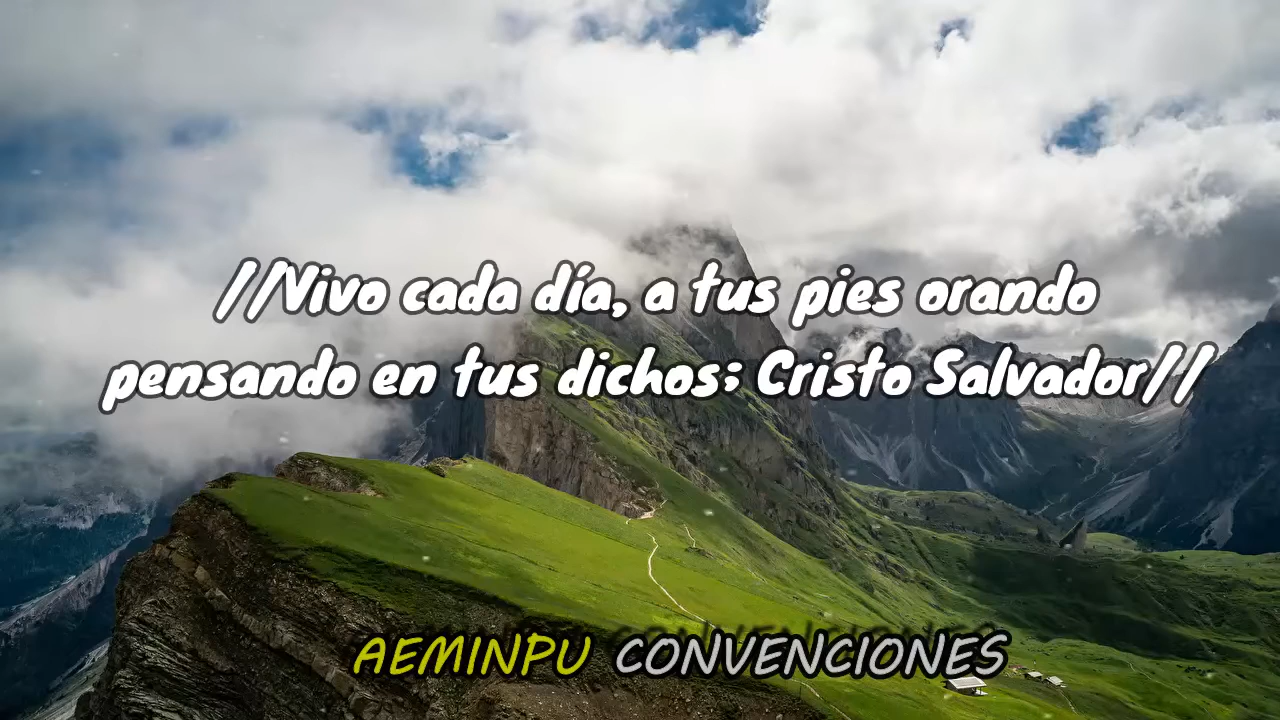 //Vivo cada día, a tus pies orando
pensando en tus dichos; Cristo Salvador//
AEMINPU CONVENCIONES